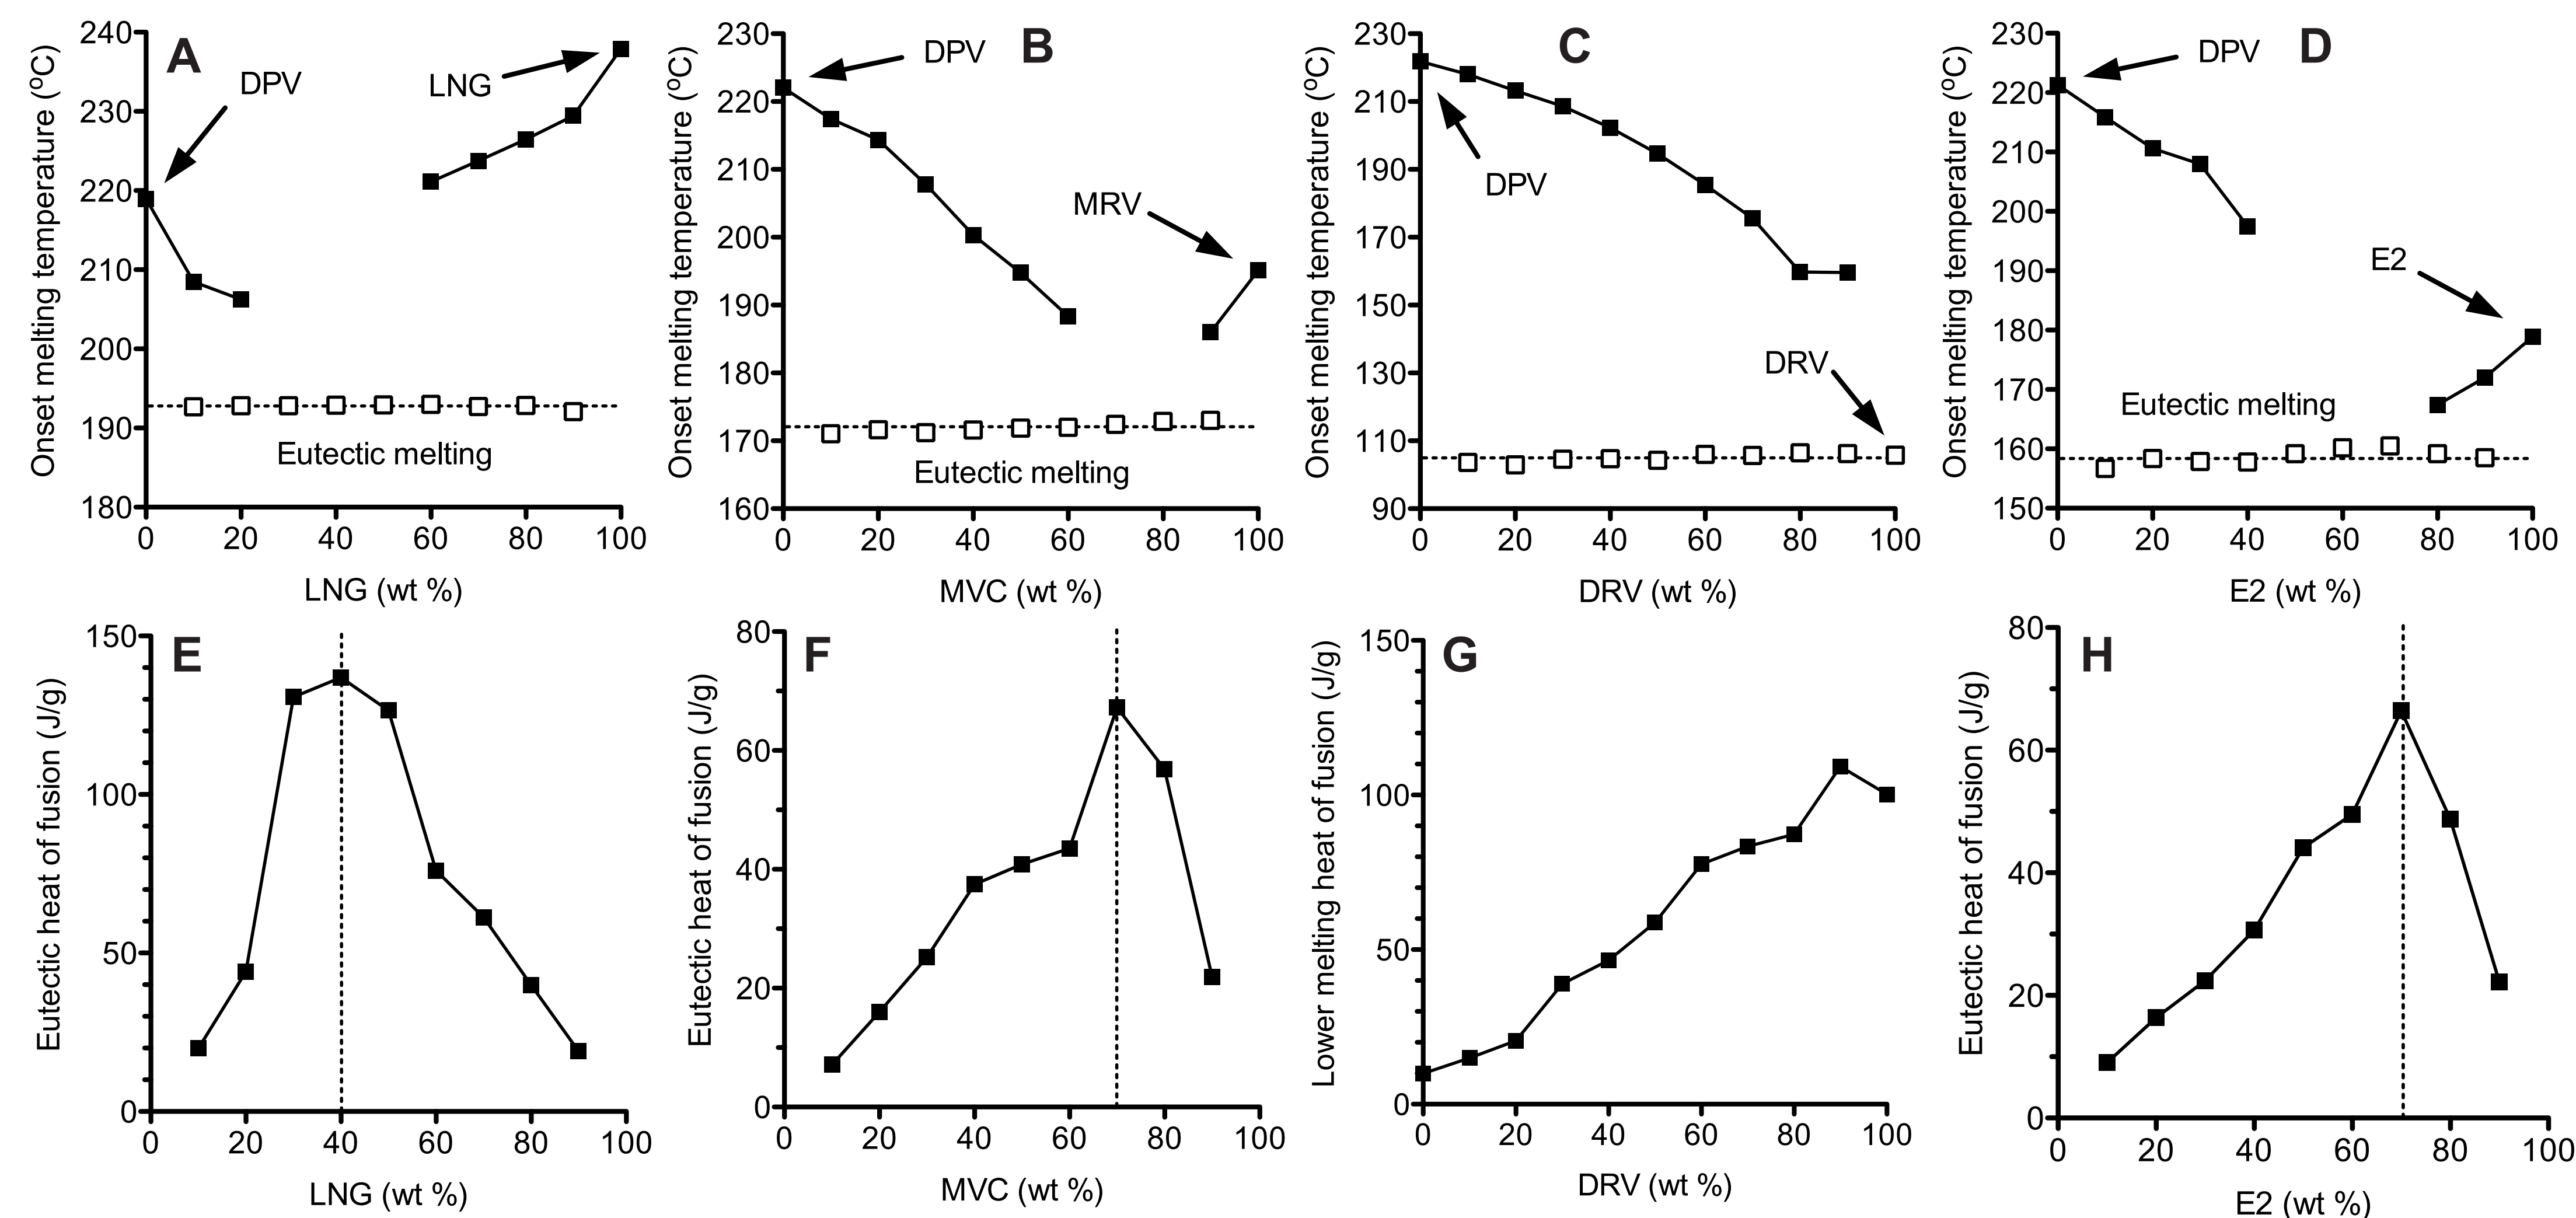 A
Onset melting temperature (ºC)
240
230
220
210
200
190
180
DPV
LNG
Eutectic melting
0 20 40 60 80 100
LNG (wt %)
B
Onset melting temperature (ºC)
230
220
210
200
190
180
170
160
DPV
MRV
Eutectic melting
0 20 40 60 80 100
MVC (wt %)
C
Onset melting temperature (ºC)
230
210
190
170
150
130
110
90
DPV
DRV
0 20 40 60 80 100
DRV (wt %)
D
Onset melting temperature (ºC)
230
220
210
200
190
180
170
160
150
DPV
E2
Eutectic melting
0 20 40 60 80 100
E2 (wt %)
E
Eutectic heat of fusion (J/g)
150
100
50
0
0 20 40 60 80 100
LNG (wt %)
F
Eutectic heat of fusion (J/g)
80
60
40
20
0
0 20 40 60 80 100
MVC (wt %)
G
Lower melting heat of fusion (J/g)
150
100
50
0
0 20 40 60 80 100
DRV (wt %)
H
Eutectic heat of fusion (J/g)
80
60
40
20
0
0 20 40 60 80 100
E2 (wt %)